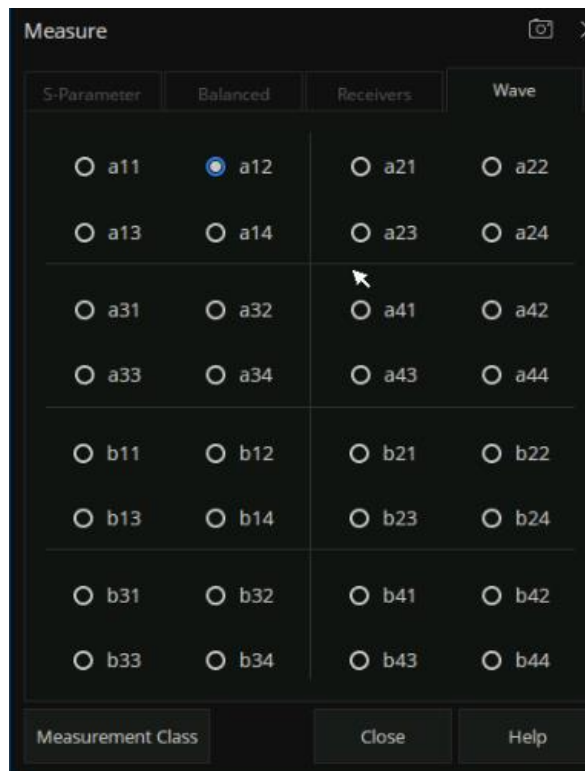 Measure
S-Parameter Balanced Receivers Wave
a11 a12 a21 a22
a13 a14 a23 a24
a31 a32 a41 a42
a33 a34 a43 a44
b11 b12 b21 b22
b13 b14 b23 b24
b31 b32 b41 b42
b33 b34 b43 b44
Measurement Class Close Help